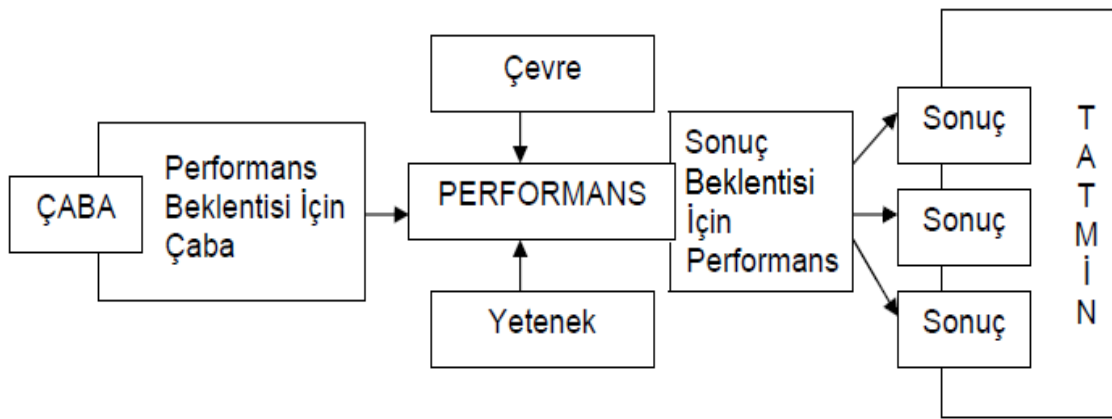 ÇABA
Performans
Beklentisi İçin
Çaba
Çevre
PERFORMANS
Yetenek
Sonuç
Beklentisi
İçin
Performans
Sonuç
Sonuç
Sonuç
T
A
T
M
İ
N